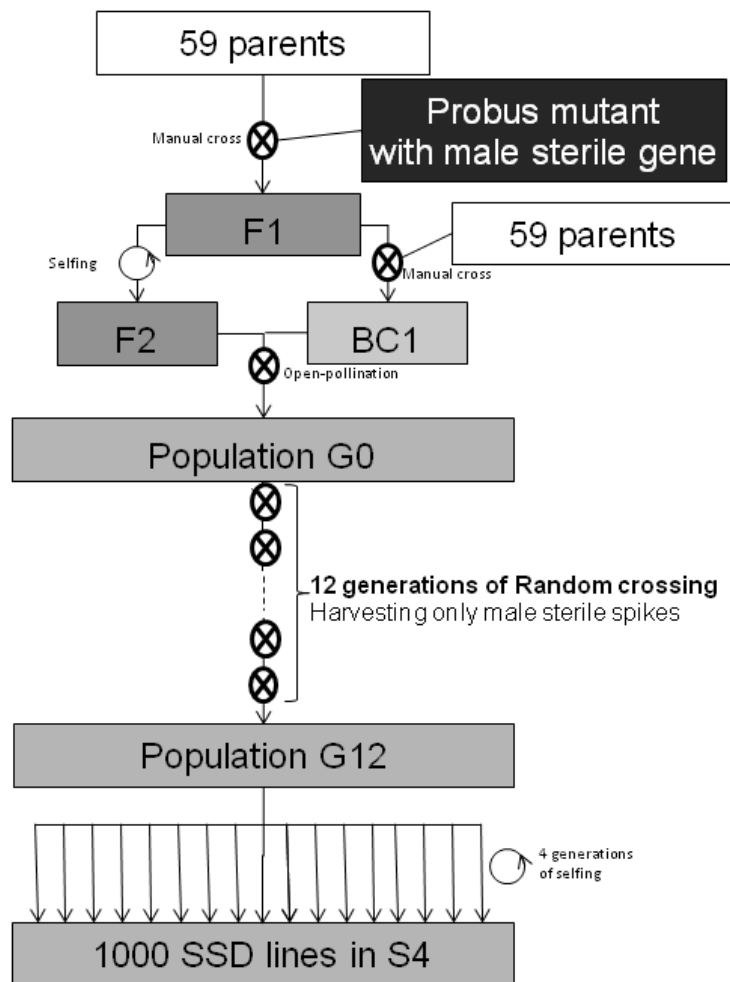 59 parents
Manual cross
Probus mutant
with male sterile gene
F1
59 parents
Selfing
Manual cross
F2
BC1
Open-pollination
Population G0
12 generations of Random crossing
Harvesting only male sterile spikes
Population G12
4 generations
of selfing
1000 SSD lines in S4